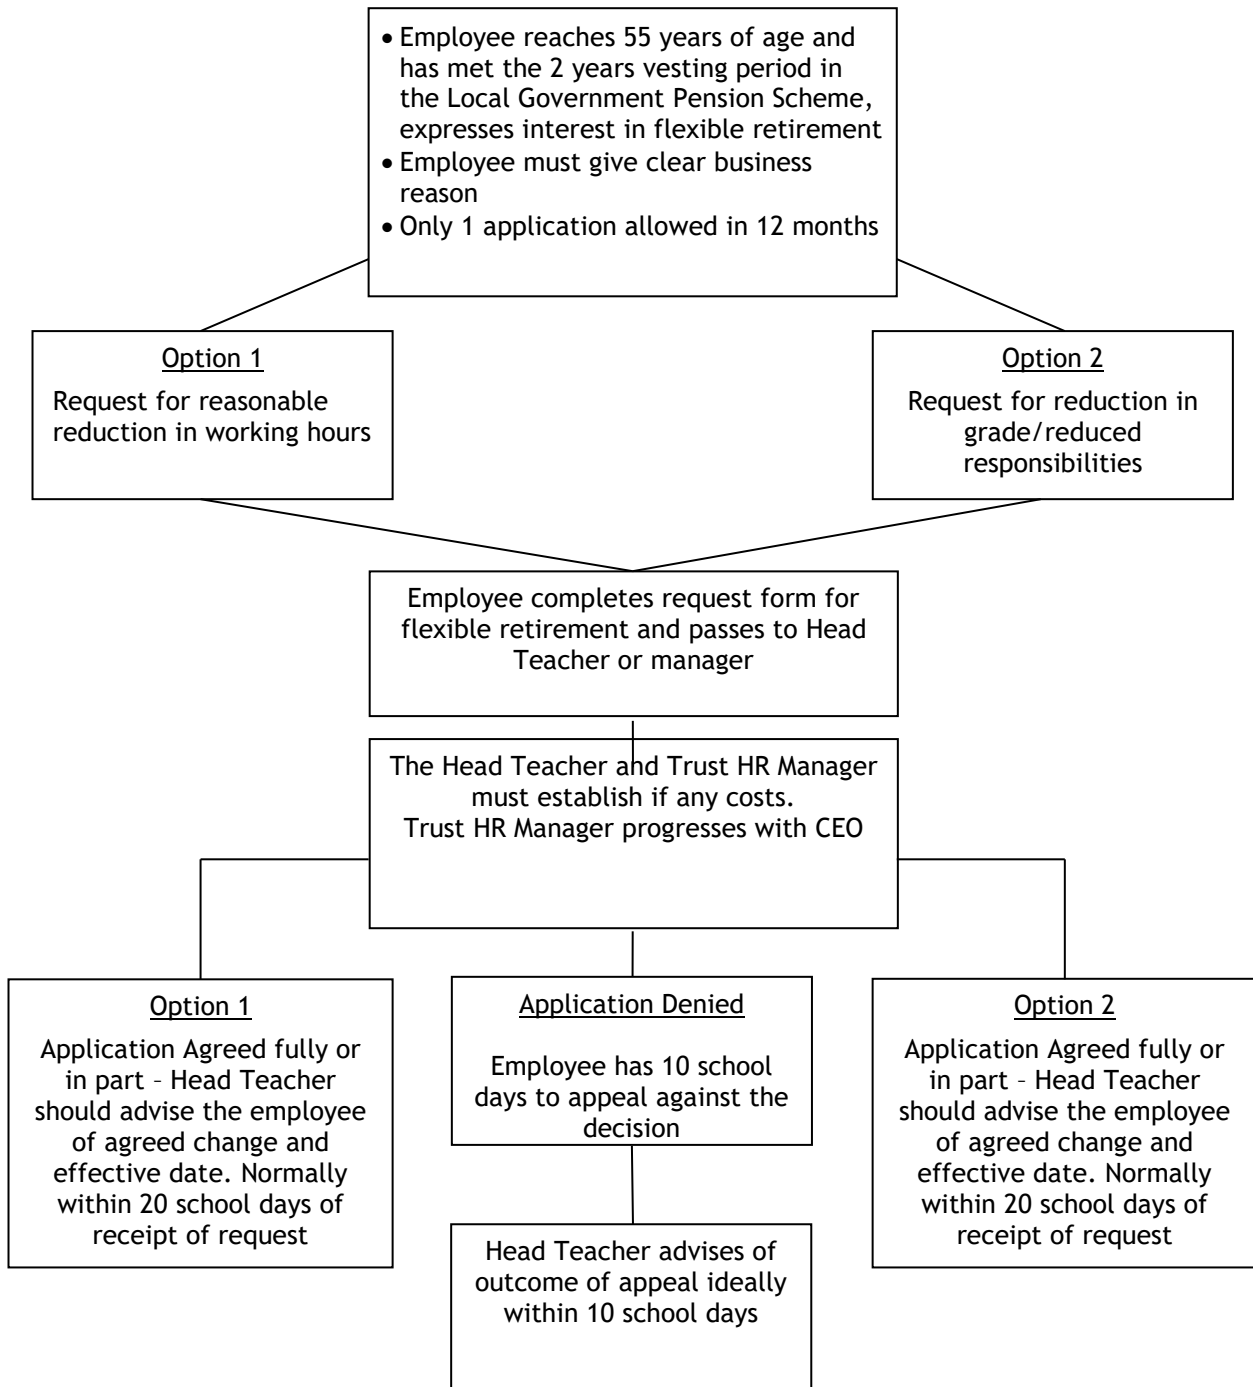 • Employee reaches 55 years of age and
has met the 2 years vesting period in
the Local Government Pension Scheme,
expresses interest in flexible retirement
• Employee must give clear business
reason
• Only 1 application allowed in 12 months
Option 1
Request for reasonable
reduction in working hours
Option 2
Request for reduction in
grade/reduced
responsibilities
Employee completes request form for
flexible retirement and passes to Head
Teacher or manager
The Head Teacher and Trust HR Manager
must establish if any costs.
Trust HR Manager progresses with CEO
Option 1
Application Agreed fully or
in part – Head Teacher
should advise the employee
of agreed change and
effective date. Normally
within 20 school days of
receipt of request
Application Denied
Employee has 10 school
days to appeal against the
decision
Head Teacher advises of
outcome of appeal ideally
within 10 school days
Option 2
Application Agreed fully or
in part – Head Teacher
should advise the employee
of agreed change and
effective date. Normally
within 20 school days of
receipt of request